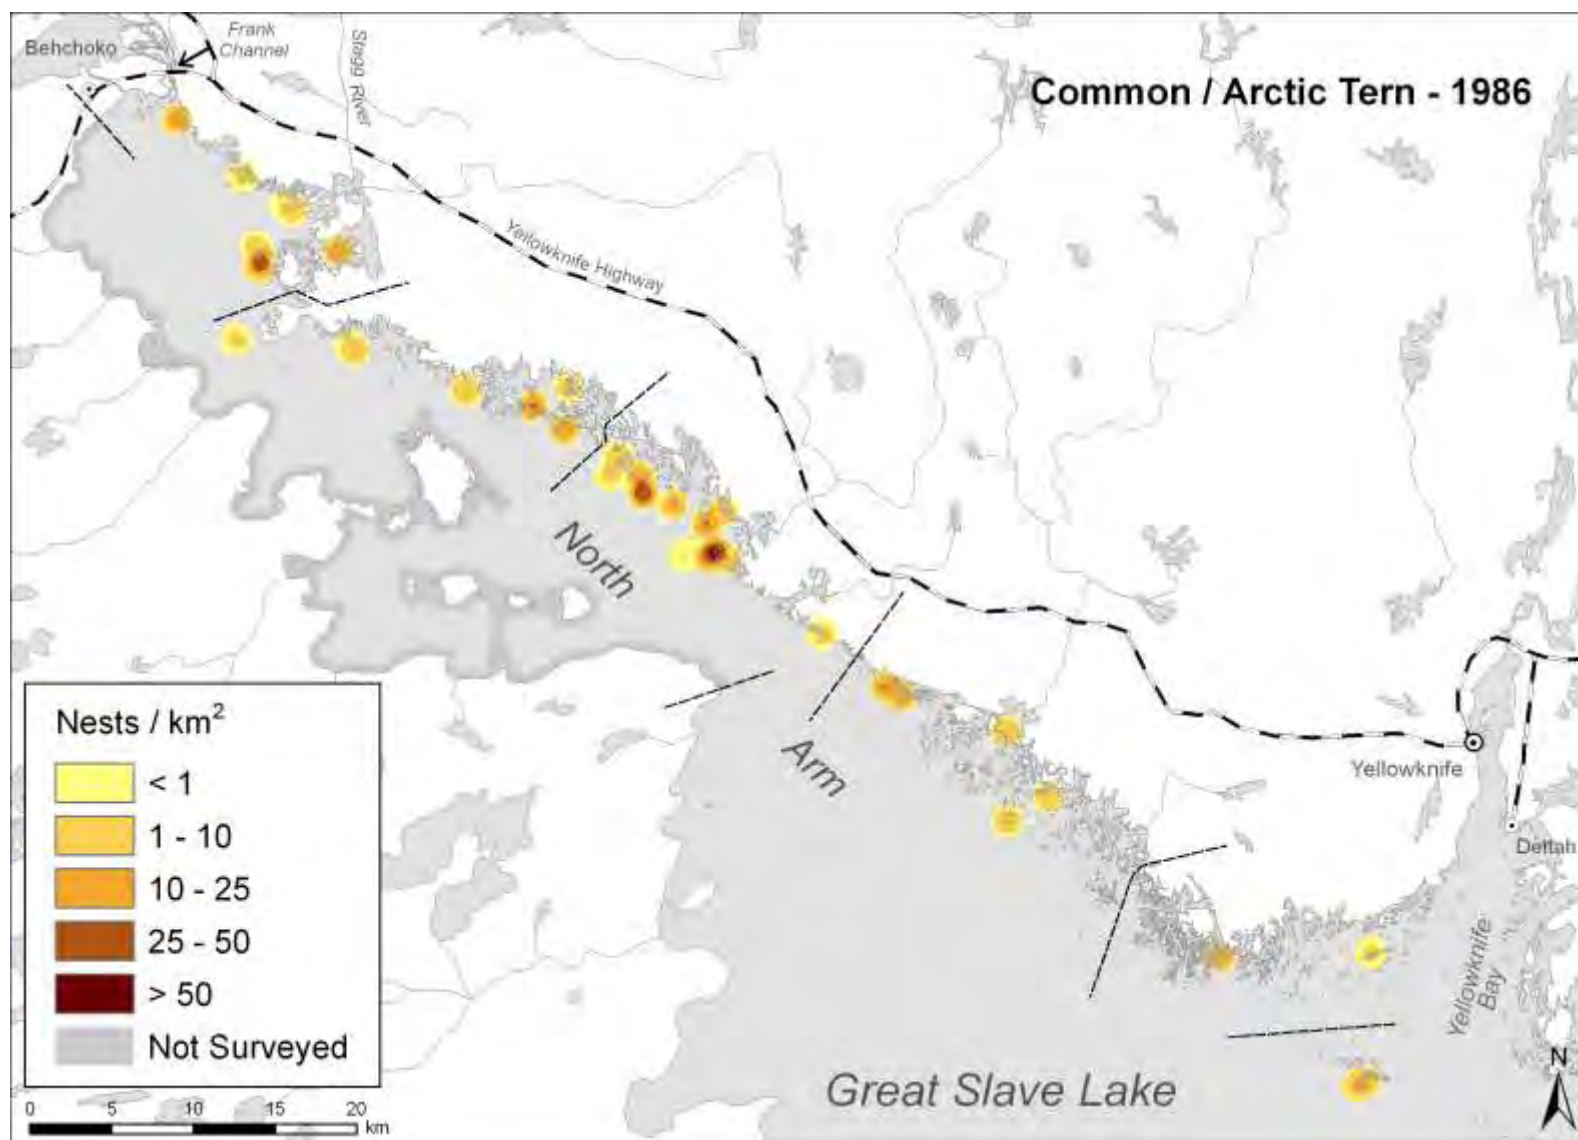 Behchoko
Frank
Channel
Stagg River
Common / Arctic Tern - 1986
Yellowknife Highway
North
Arm
Yellowknife
Dettah
Yellowknife
Bay
Great Slave Lake
N
Nests / km²
< 1
1 - 10
10 - 25
25 - 50
> 50
Not Surveyed
0 5 10 15 20
km